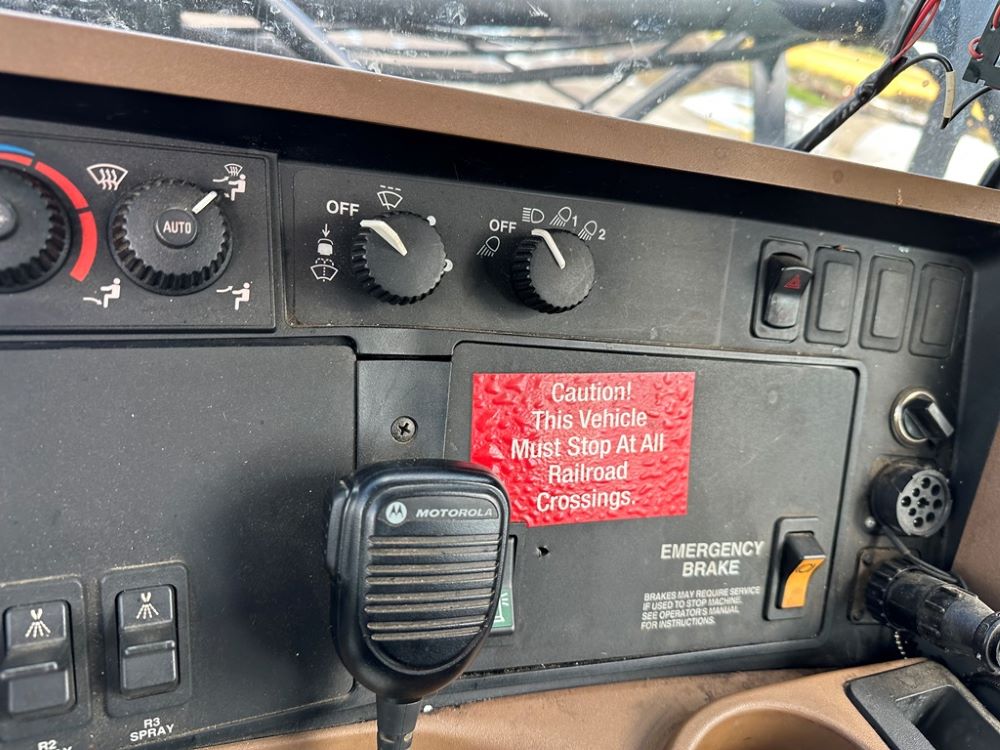 AUTO
OFF
OFF
1
2
Caution!
This Vehicle
Must Stop At All
Railroad
Crossings.
MOTOROLA
EMERGENCY
BRAKE
BRAKES MAY REQUIRE SERVICE
IF USED TO STOP MACHINE.
SEE OPERATOR'S MANUAL
FOR INSTRUCTIONS.
R2
R3
SPRAY